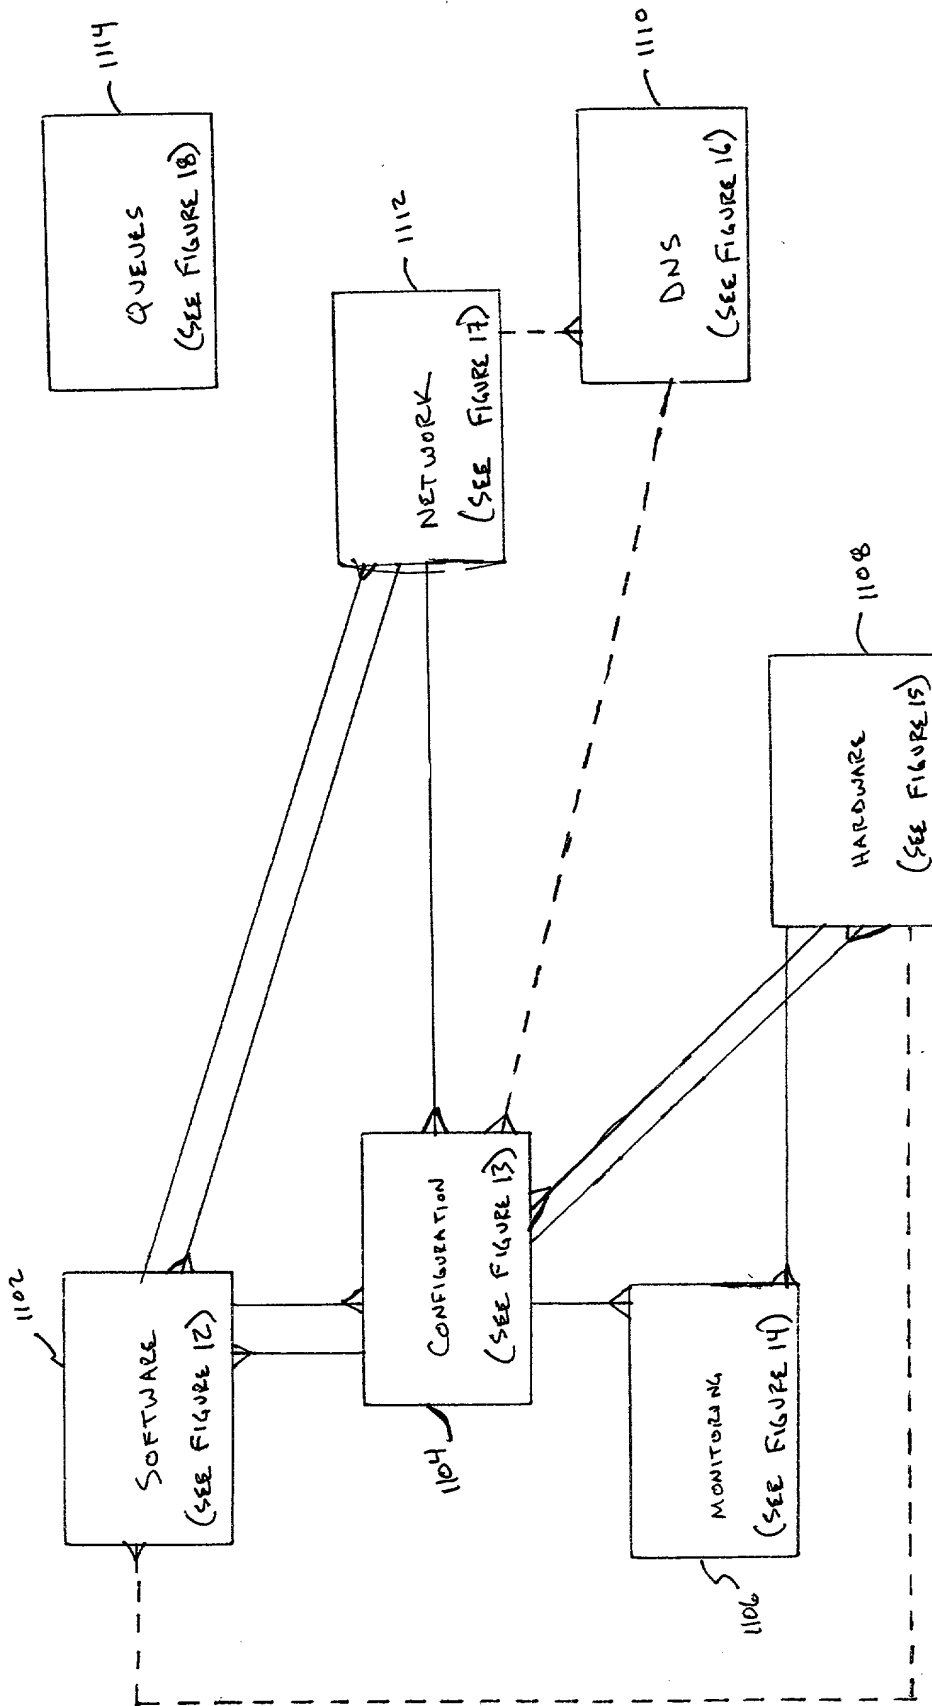 1102
SOFTWARE
(SEE FIGURE 12)
1104
CONFIGURATION
(SEE FIGURE 13)
1106
MONITORING
(SEE FIGURE 14)
NETWORK
(SEE FIGURE 17)
1112
QUEUES
(SEE FIGURE 18)
1114
DNS
(SEE FIGURE 16)
1110
HARDWARE
(SEE FIGURE 15)
1108